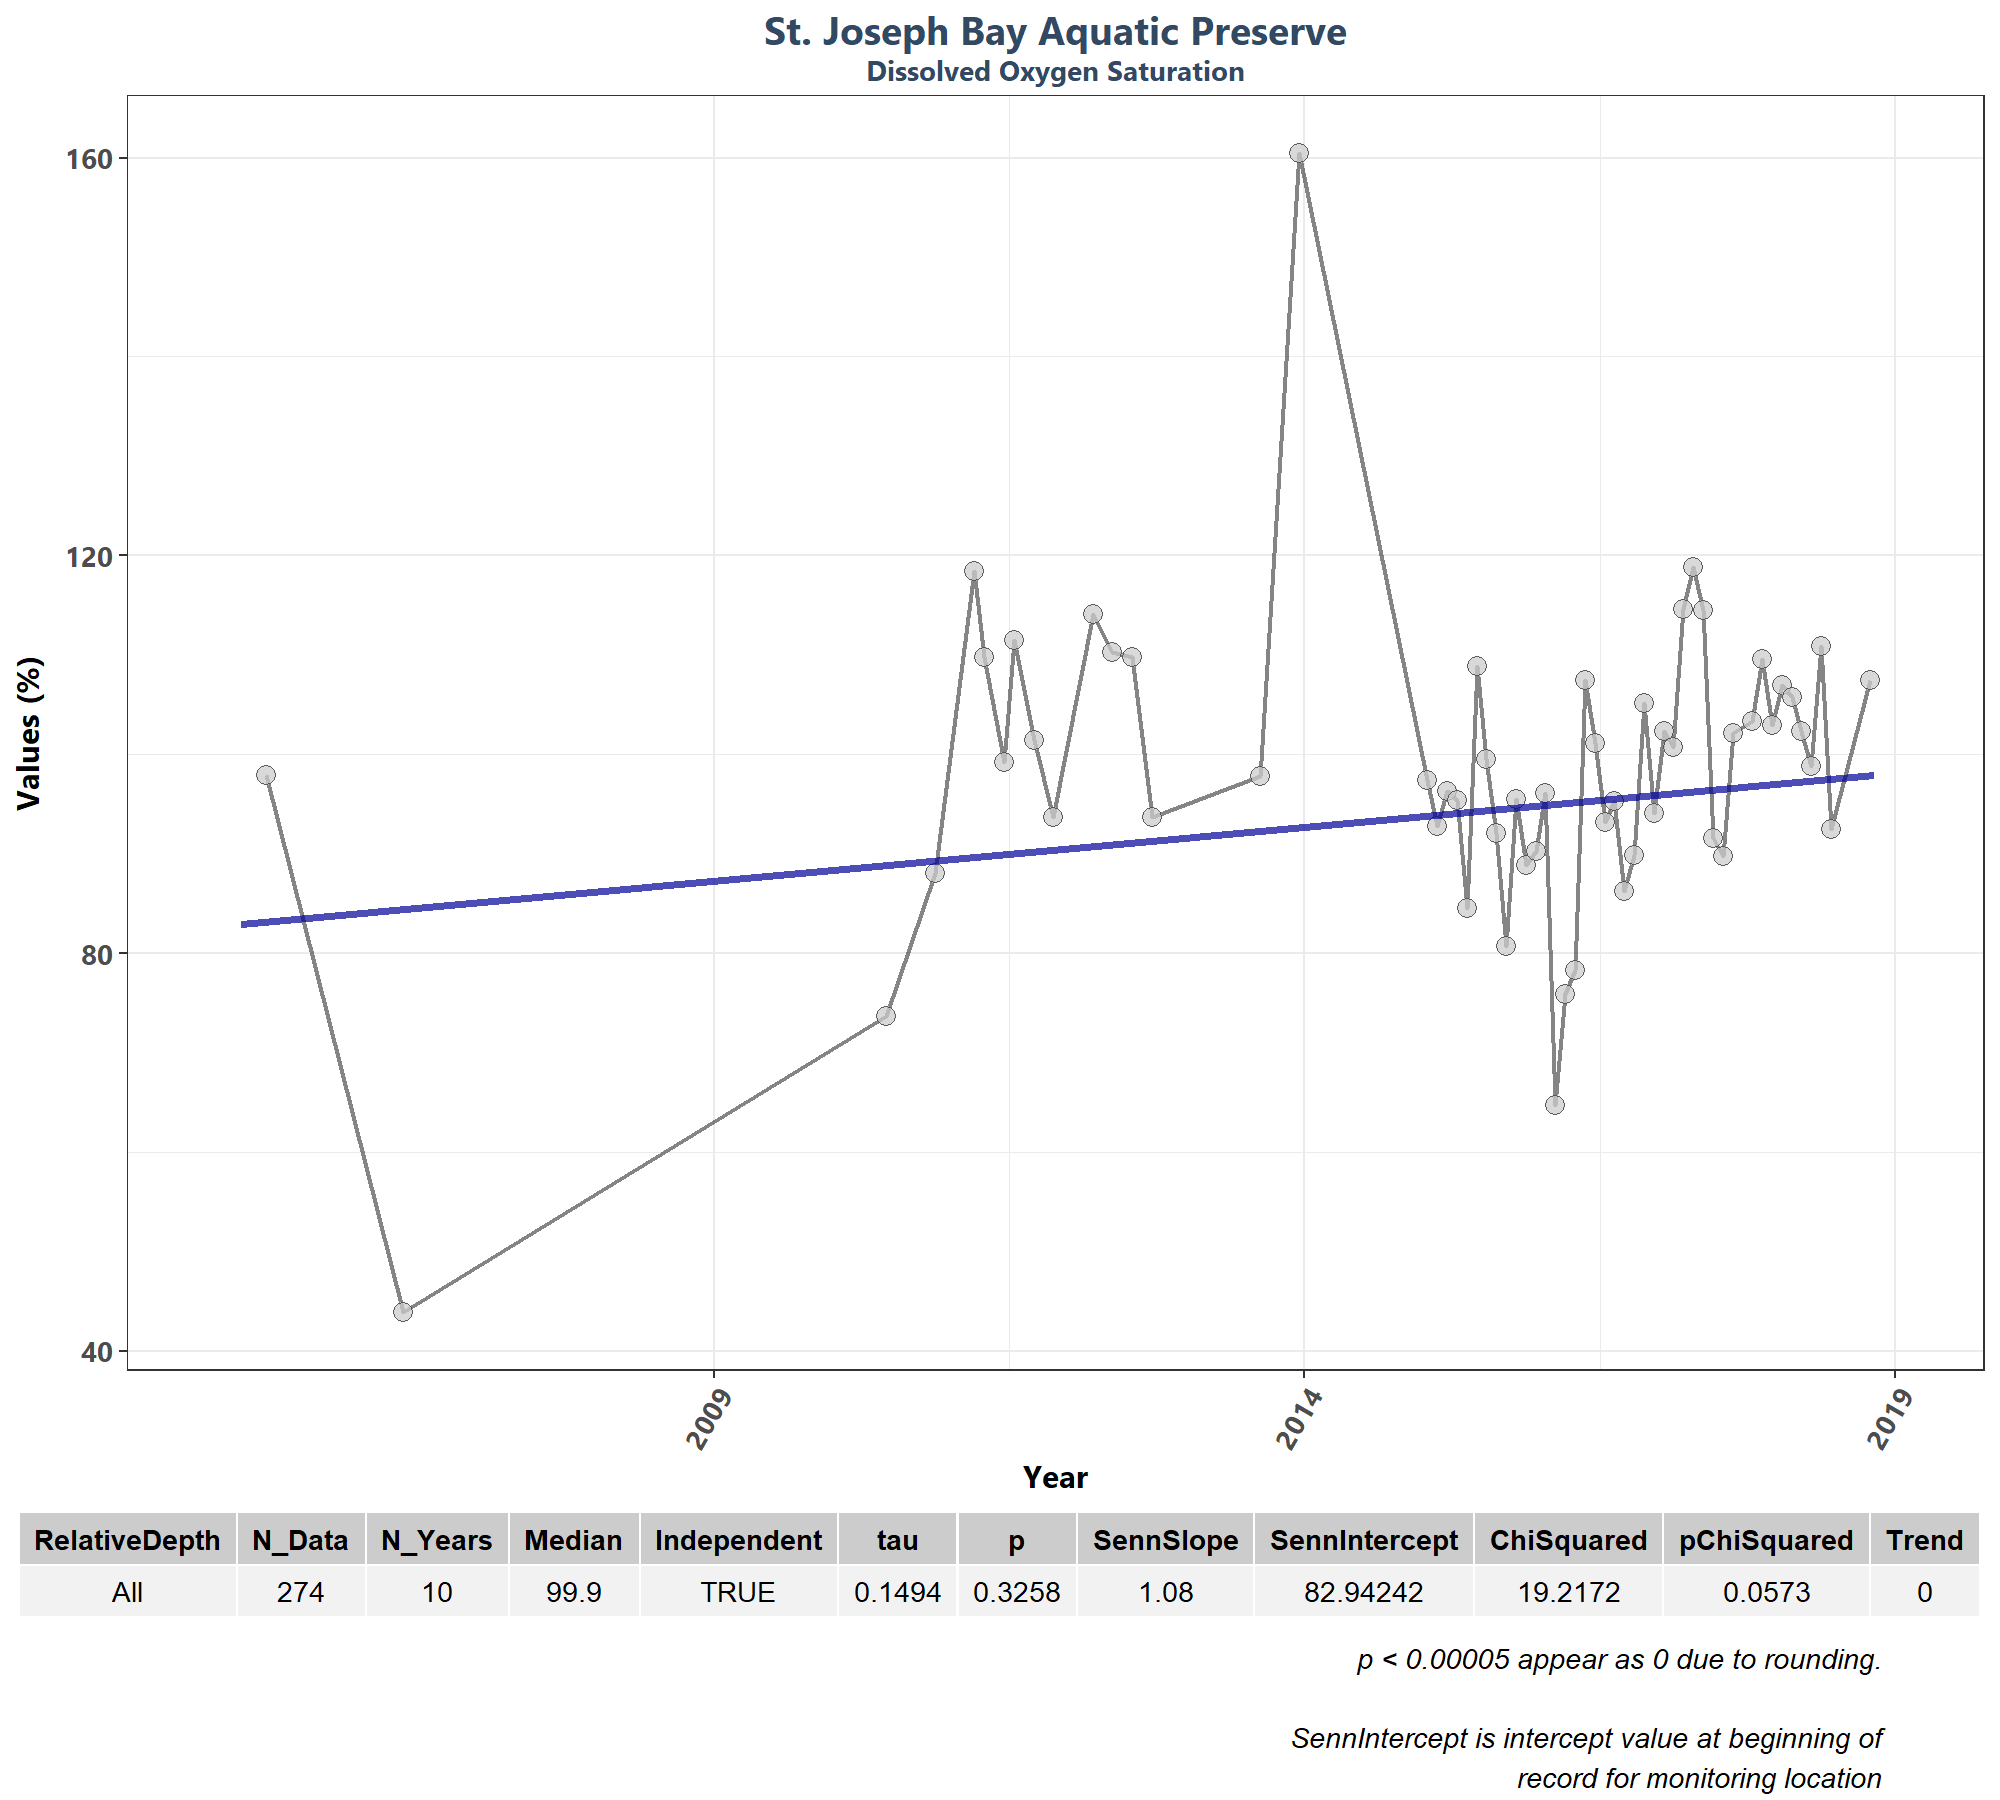 St. Joseph Bay Aquatic Preserve
Dissolved Oxygen Saturation
160
120
80
40
Values (%)
2009
2014
2019
Year
RelativeDepth N_Data N_Years Median Independent tau p SennSlope SennIntercept ChiSquared pChiSquared Trend
All 274 10 99.9 TRUE 0.1494 0.3258 1.08 82.94242 19.2172 0.0573 0
p < 0.00005 appear as 0 due to rounding.
SennIntercept is intercept value at beginning of
record for monitoring location